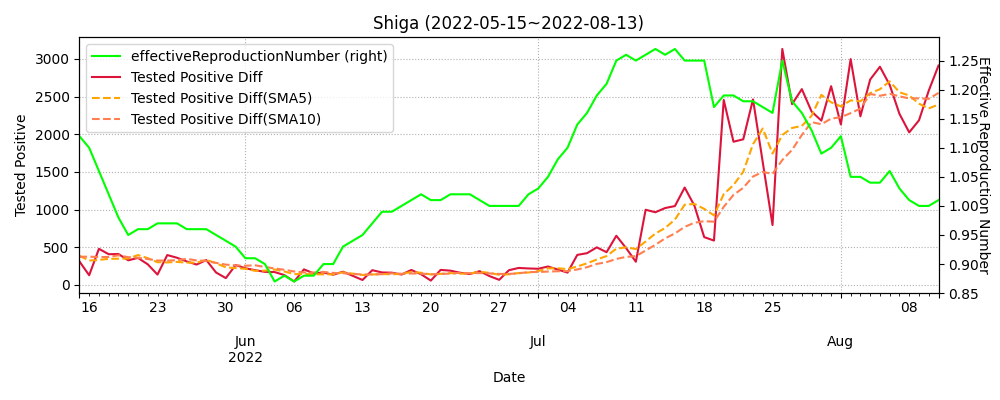 Shiga (2022-05-15~2022-08-13)
effectiveReproductionNumber (right)
Tested Positive Diff
Tested Positive Diff(SMA5)
Tested Positive Diff(SMA10)
Tested Positive
3000
2500
2000
1500
1000
500
0
1.25
1.20
1.15
1.10
1.05
1.00
0.95
0.90
0.85
Effective Reproduction Number
16 23 30 06 13 20 27 04 11 18 25 08
Jun Jul Aug
2022
Date